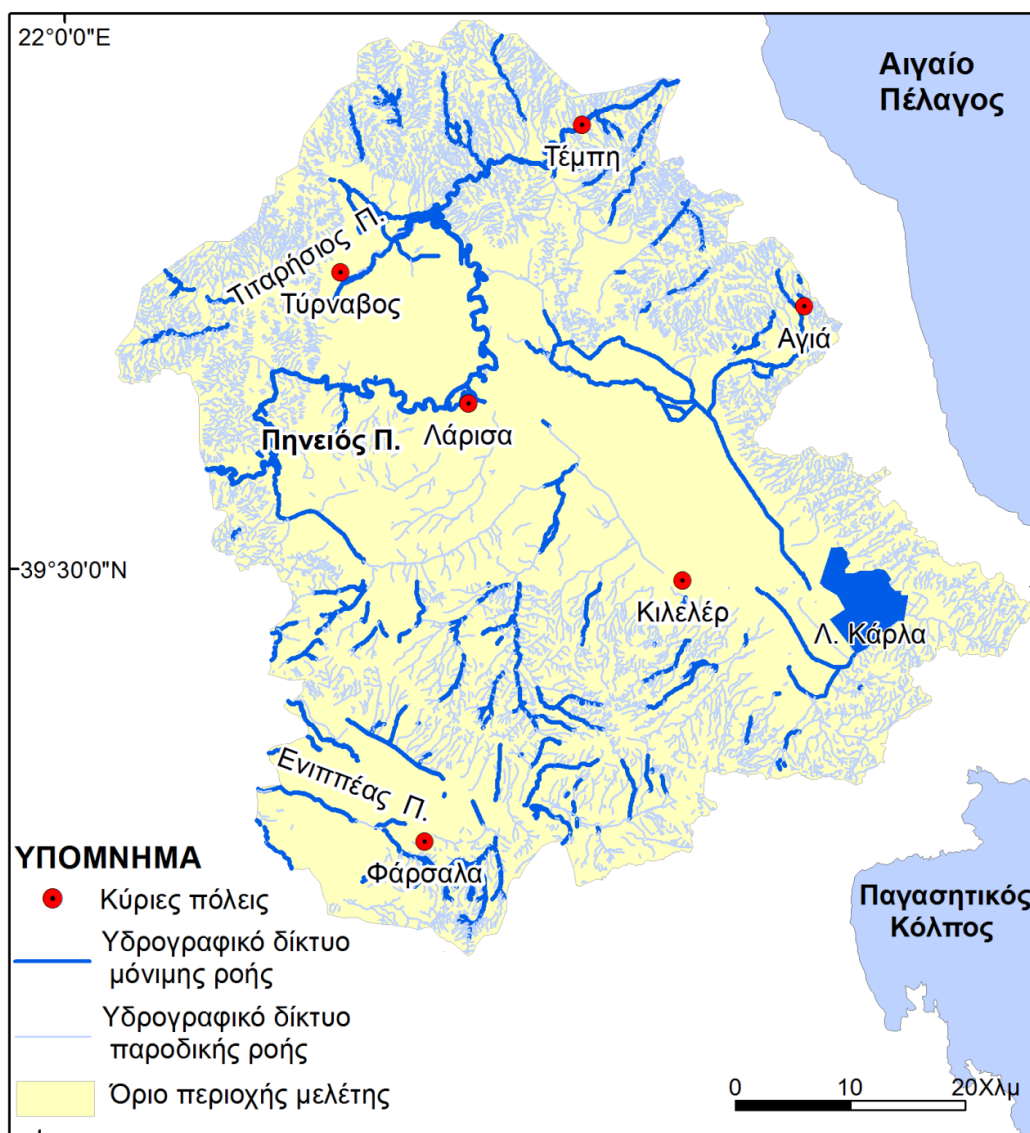 22°0'0"E
Αιγαίο
Πέλαγος
Τέμπη
Τιταρήσιος Π.
Τύρναβος
Αγιά
Λάρισα
Πηνειός Π.
39°30'0"N
Κιλελέρ
Λ. Κάρλα
Ενιππέας Π.
Φάρσαλα
Παγασητικός
Κόλπος
ΥΠΟΜΝΗΜΑ
Κύριες πόλεις
Υδρογραφικό δίκτυο
μόνιμης ροής
Υδρογραφικό δίκτυο
παροδικής ροής
Όριο περιοχής μελέτης
0 10 20Χλμ